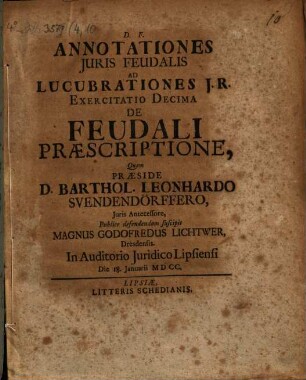 D. F.
ANNOTATIONES
JURIS FEUDALIS
AD
LUCUBRATIONES J.R.
EXERCITATIO DECIMA
DE
FEUDALI
PRÆSCRIPTIONE,
Quam
PRÆSIDE
D. BARTHOL. LEONHARDO
SVENDENDÖRFFERO,
Juris Antecessore,
Publice defendendam suscipit
MAGNUS GODOFREDUS LICHTWER,
Dresdensis.
In Auditorio Juridico Lipsiensi
Die 18. Januarii MDCC.
LIPSIÆ,
LITTERIS SCHEDIANIS.